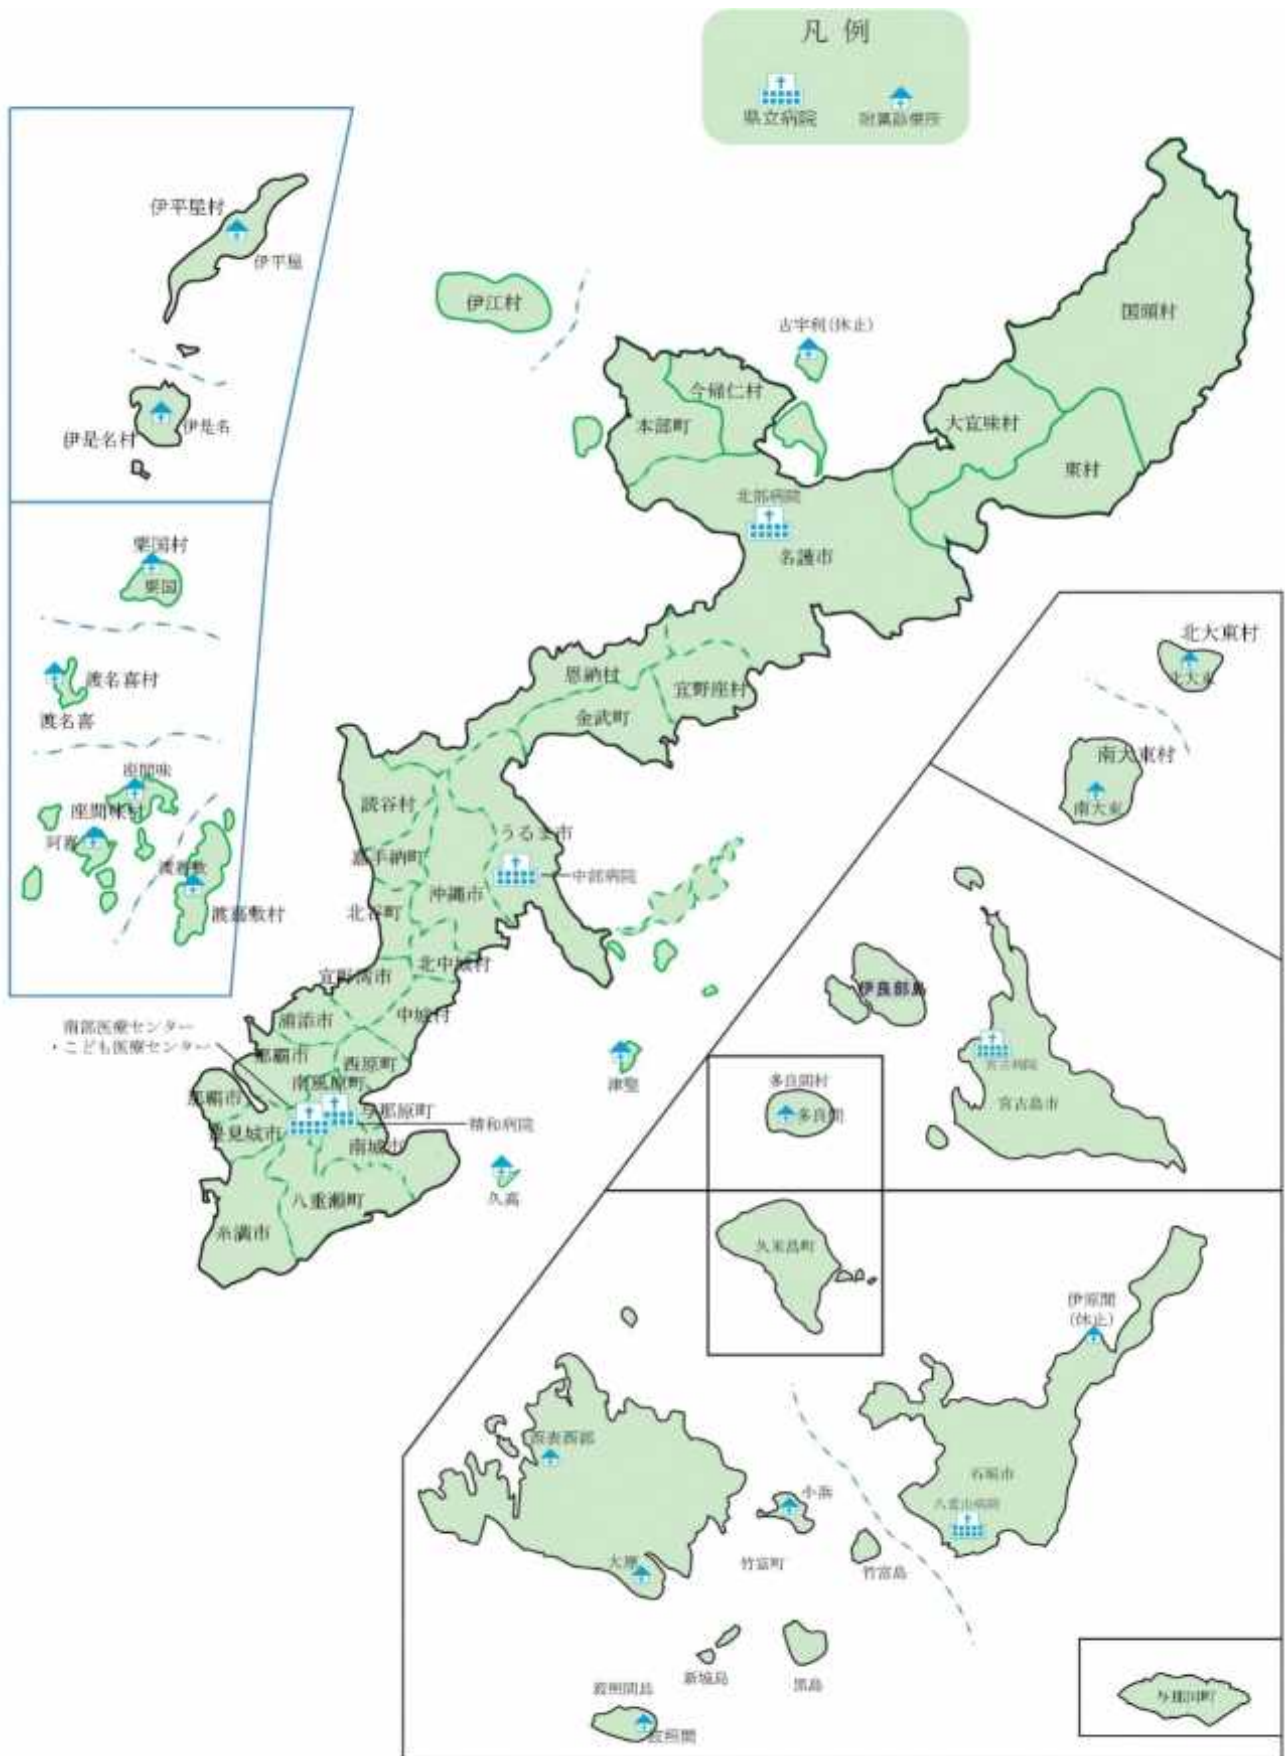 凡 例
県立病院
附属診療所
伊平屋村
伊平屋
伊是名村
伊是名
伊江村
古宇利(休止)
国頭村
今帰仁村
本部町
大宜味村
東村
北部病院
名護市
粟国村
粟国
渡名喜村
渡名喜
座間味
座間味村
阿嘉
渡嘉敷
渡嘉敷村
恩納村
宜野座村
金武町
読谷村
うるま市
嘉手納町
中部病院
沖縄市
北谷町
北中城村
宜野湾市
中城村
浦添市
南部医療センター
・こども医療センター
那覇市
西原町
南風原町
那覇市
与那原町
豊見城市
精和病院
南城市
八重瀬町
糸満市
津堅
久高
北大東村
北大東
南大東村
南大東
伊良部島
宮古病院
宮古島市
多良間村
多良間
久米島町
伊原間
(休止)
西表西部
小浜
石垣市
八重山病院
大原
竹富町
竹富島
新城島
黒島
波照間島
波照間
与那国町